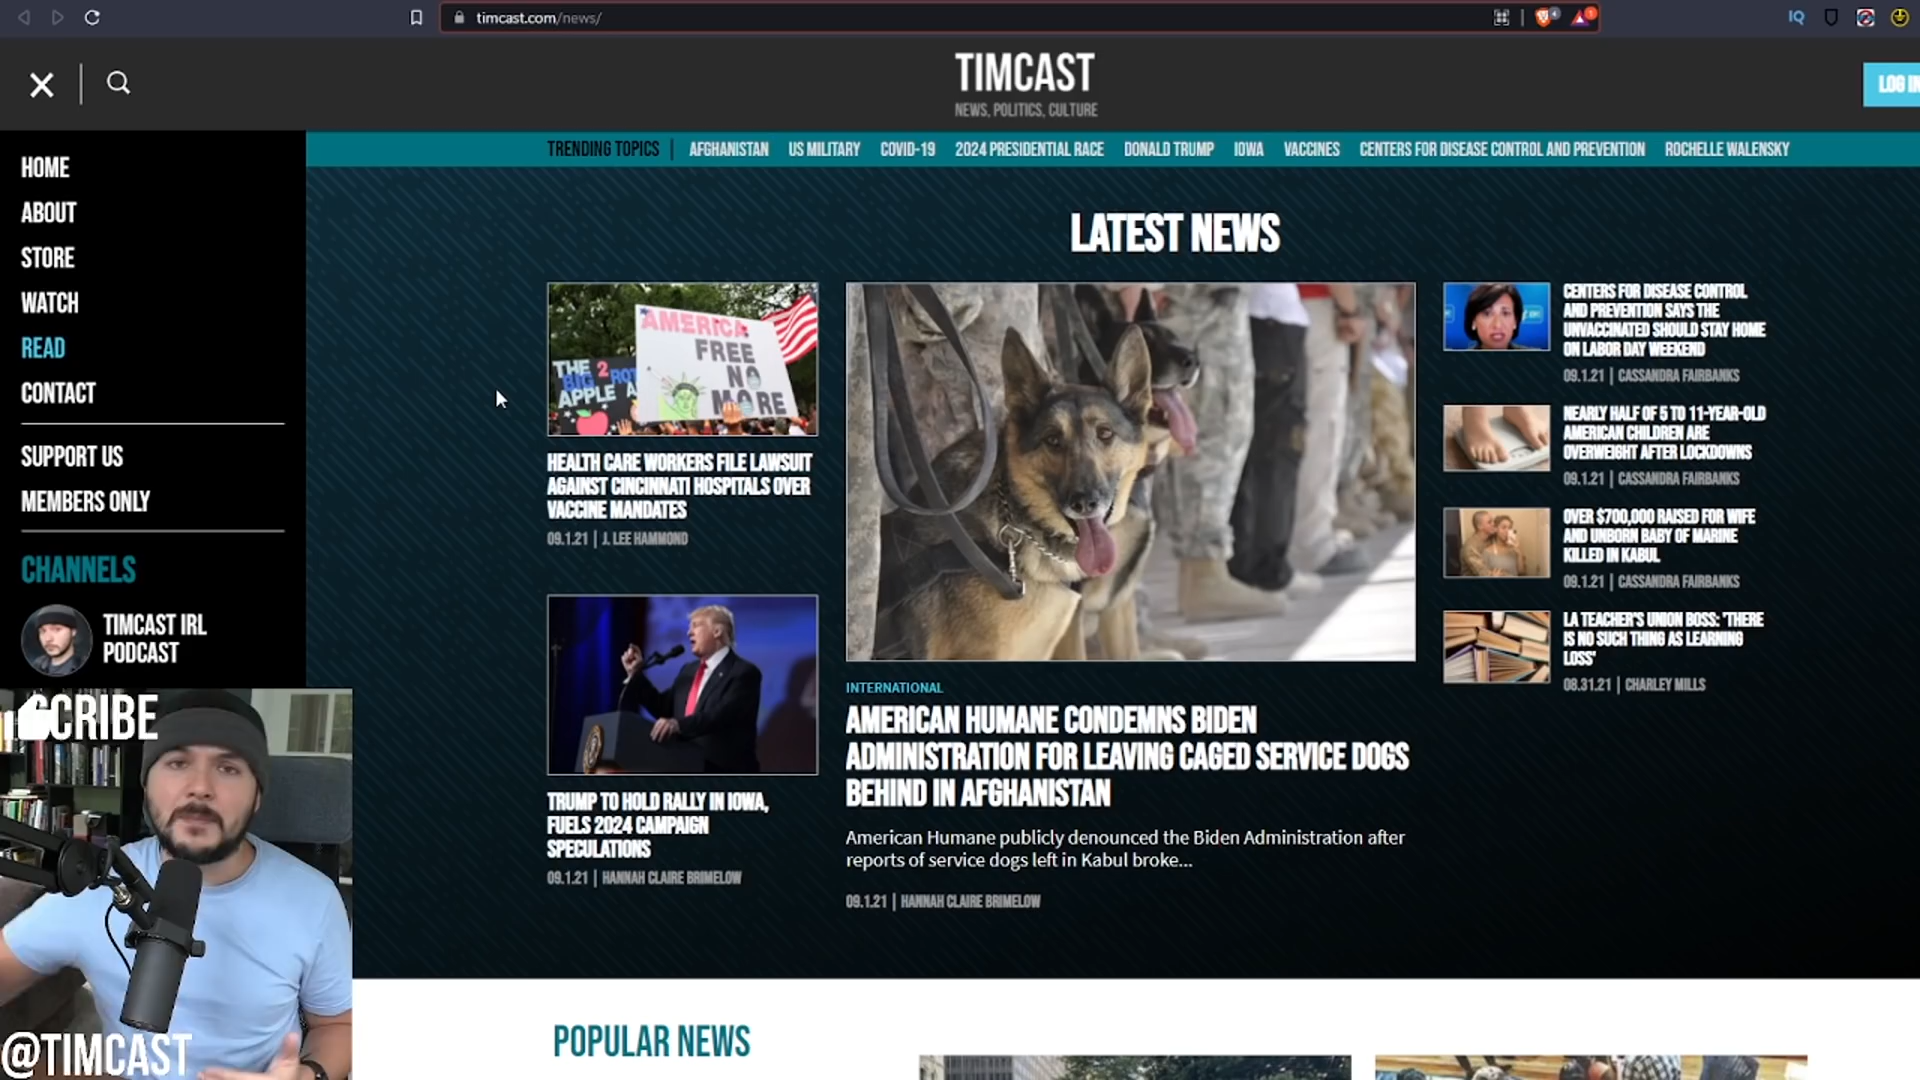 timcast.com/news/
IQ
TIMCAST
NEWS, POLITICS, CULTURE
LOG IN
TRENDING TOPICS | AFGHANISTAN US MILITARY COVID-19 2024 PRESIDENTIAL RACE DONALD TRUMP IOWA VACCINES CENTERS FOR DISEASE CONTROL AND PREVENTION ROCHELLE WALENSKY
HOME
ABOUT
STORE
WATCH
READ
CONTACT
SUPPORT US
MEMBERS ONLY
CHANNELS
TIMCAST IRL
PODCAST
SCRIBE
@TIMCAST
LATEST NEWS
AMERICA
FREE
NO
MORE
THE
BIG
APPLE
HEALTH CARE WORKERS FILE LAWSUIT
AGAINST CINCINNATI HOSPITALS OVER
VACCINE MANDATES
09.1.21 | J. LEE HAMMOND
TRUMP TO HOLD RALLY IN IOWA,
FUELS 2024 CAMPAIGN
SPECULATIONS
09.1.21 | HANNAH CLAIRE BRIMELOW
INTERNATIONAL
AMERICAN HUMANE CONDEMNS BIDEN
ADMINISTRATION FOR LEAVING CAGED SERVICE DOGS
BEHIND IN AFGHANISTAN
American Humane publicly denounced the Biden Administration after
reports of service dogs left in Kabul broke...
09.1.21 | HANNAH CLAIRE BRIMELOW
CENTERS FOR DISEASE CONTROL
AND PREVENTION SAYS THE
UNVACCINATED SHOULD STAY HOME
ON LABOR DAY WEEKEND
09.1.21 | CASSANDRA FAIRBANKS
NEARLY HALF OF 5 TO 11-YEAR-OLD
AMERICAN CHILDREN ARE
OVERWEIGHT AFTER LOCKDOWNS
09.1.21 | CASSANDRA FAIRBANKS
OVER $700,000 RAISED FOR WIFE
AND UNBORN BABY OF MARINE
KILLED IN KABUL
09.1.21 | CASSANDRA FAIRBANKS
LA TEACHER'S UNION BOSS: 'THERE
IS NO SUCH THING AS LEARNING
LOSS'
08.31.21 | CHARLEY MILLS
POPULAR NEWS